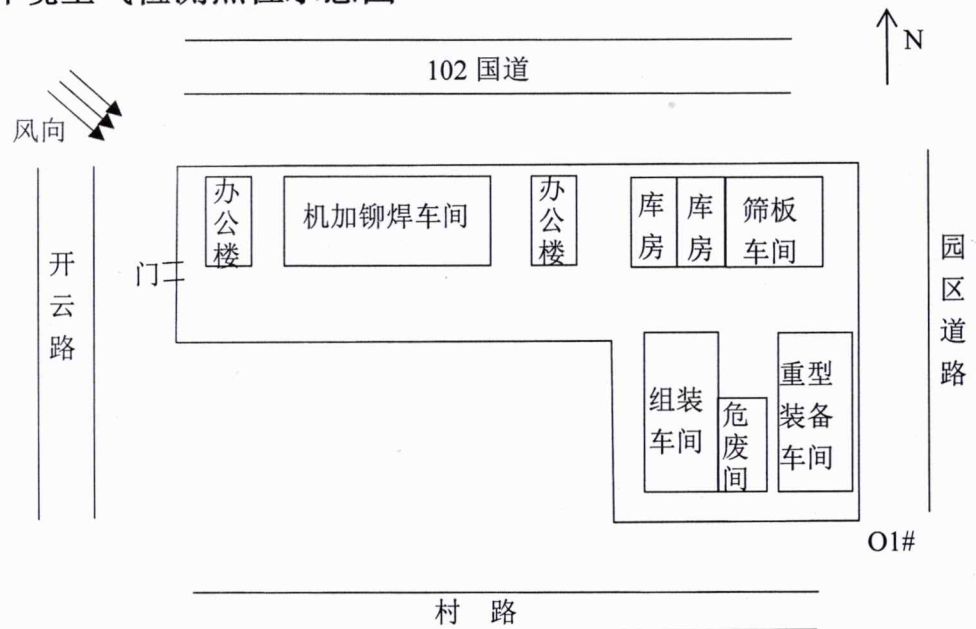 102 国道
N
风向
办公楼
机加铆焊车间
办公楼
库房
库房
筛板车间
门
开云路
园区道路
组装车间
危废间
重型装备车间
O1#
村 路